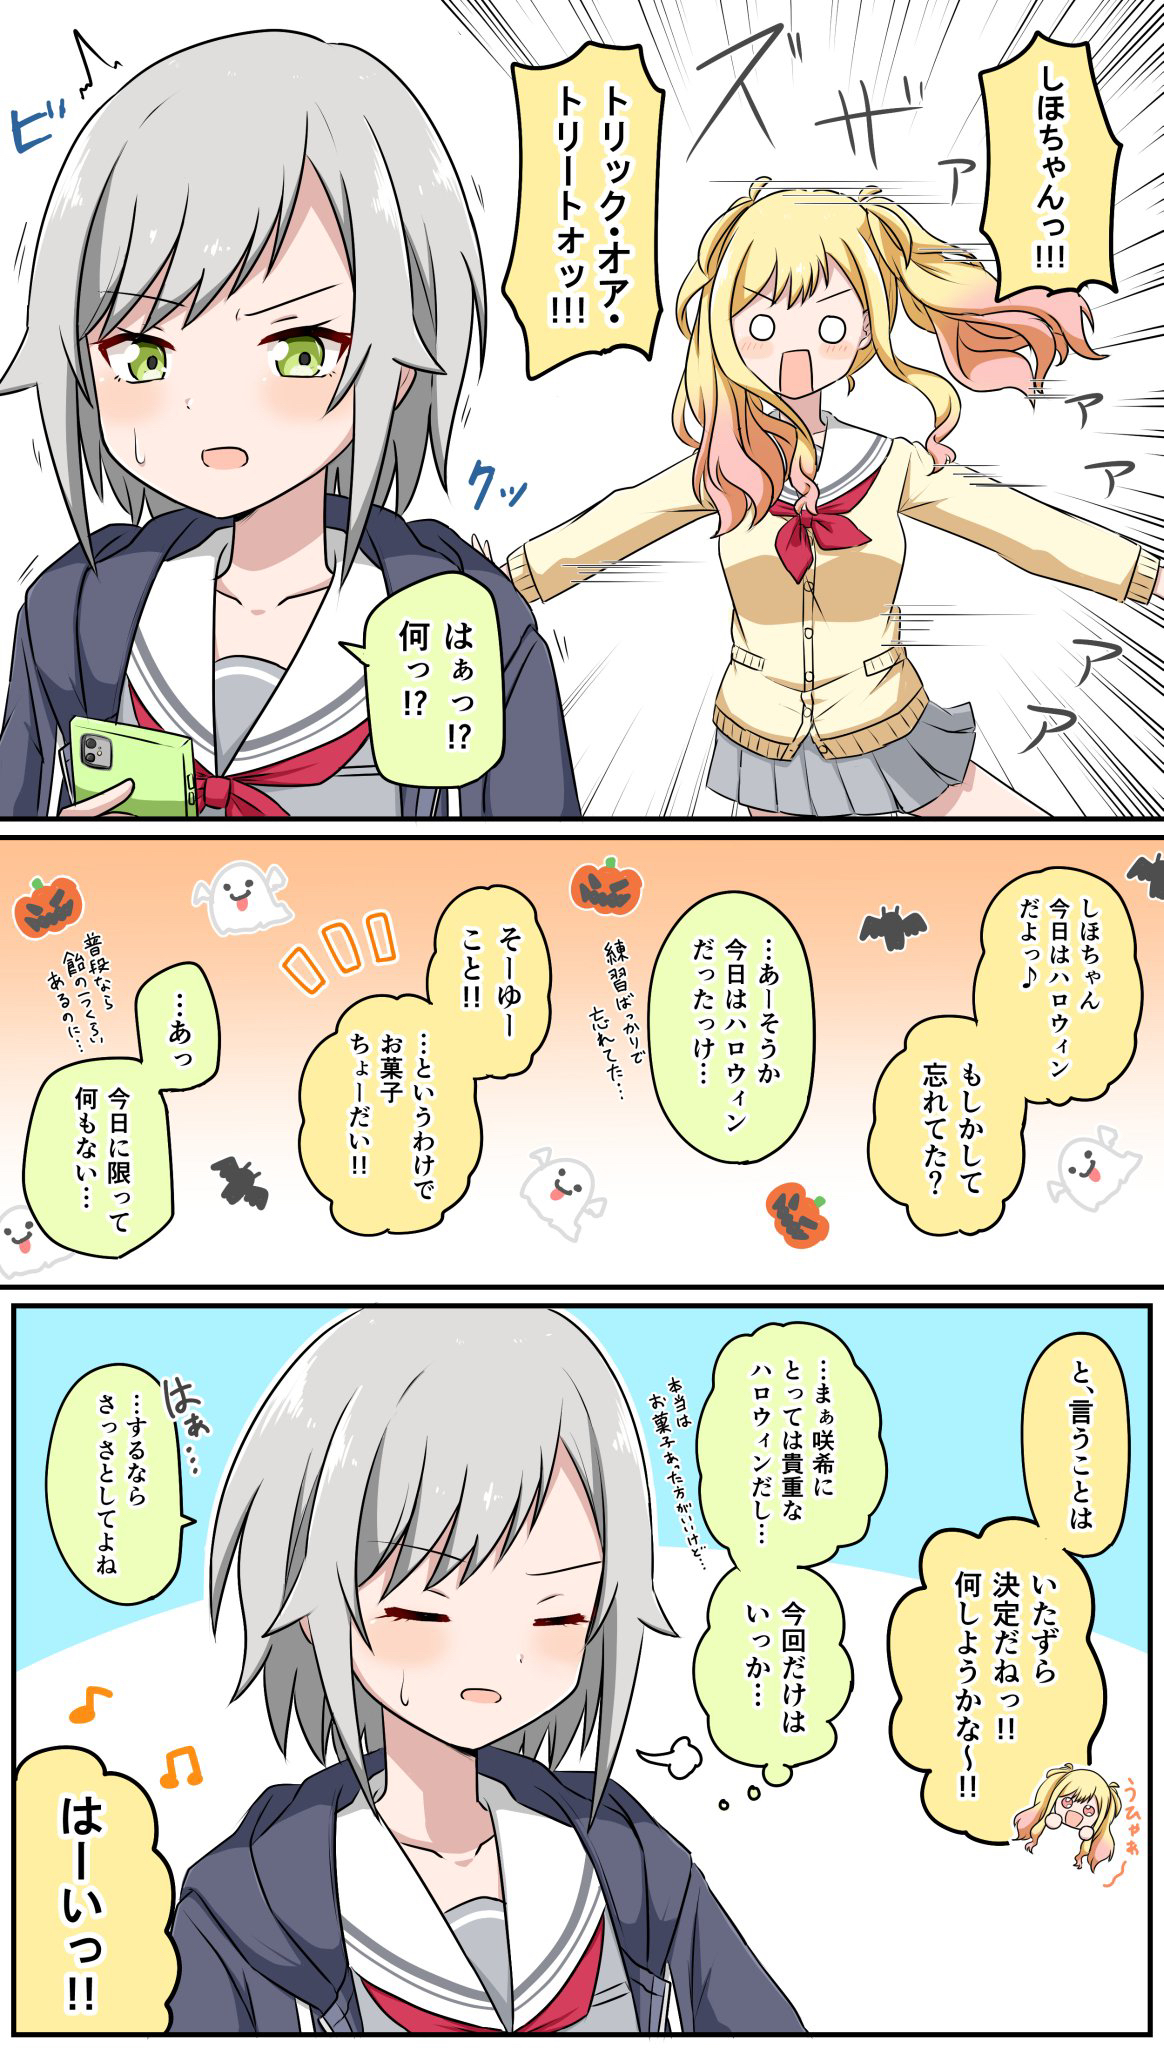 しほちゃんっ!!!
ズザァァァァァ
トリック・オア・
トリートォッ!!!
ビクッ
はぁっ!?
何っ!?
しほちゃん
今日はハロウィン
だよっ♪
もしかして
忘れてた?
…あーそうか
今日はハロウィン
だったっけ…
練習ばっかりで
忘れてた…
そーゆー
こと!!
…というわけで
お菓子
ちょーだい!!
…あっ
今日に限って
何もない…
普段なら
飴の一つくらい
あるのに…
と、言うことは
いたずら
決定だねっ!!
何しようかな〜!!
うひゃぁ〜
…まぁ咲希に
とっては貴重な
ハロウィンだし…
今回だけは
いっか…
本当は
お菓子あった方がいいけど…
はぁ…
…するなら
さっさとしてよね
はーいっ!!